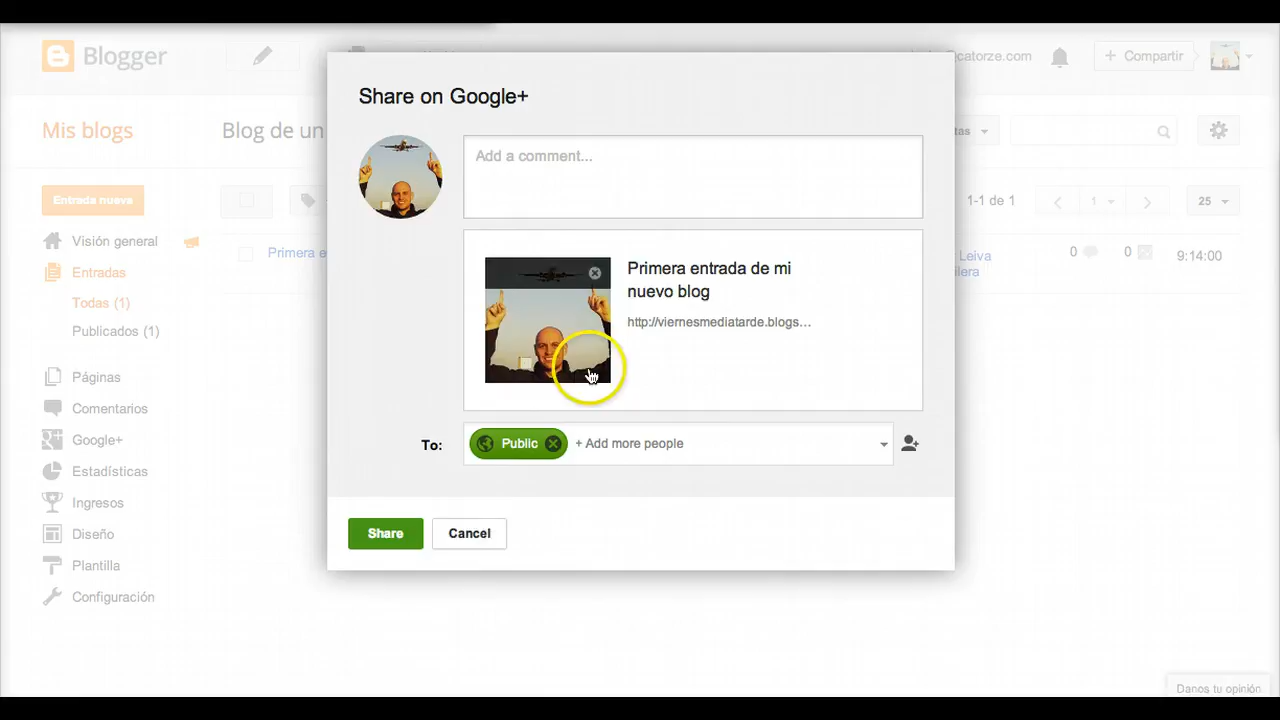 Blogger
@catorze.com
+ Compartir
Mis blogs
Blog de un
tas
Share on Google+
Add a comment...
Primera entrada de mi
nuevo blog
http://viernesmediatarde.blogs...
To:
Public
+ Add more people
Share
Cancel
Entrada nueva
1-1 de 1
1
25
Visión general
Primera e
Leiva
0
0
9:14:00
Entradas
Todas (1)
Publicados (1)
Páginas
Comentarios
Google+
Estadísticas
Ingresos
Diseño
Plantilla
Configuración
Danos tu opinión